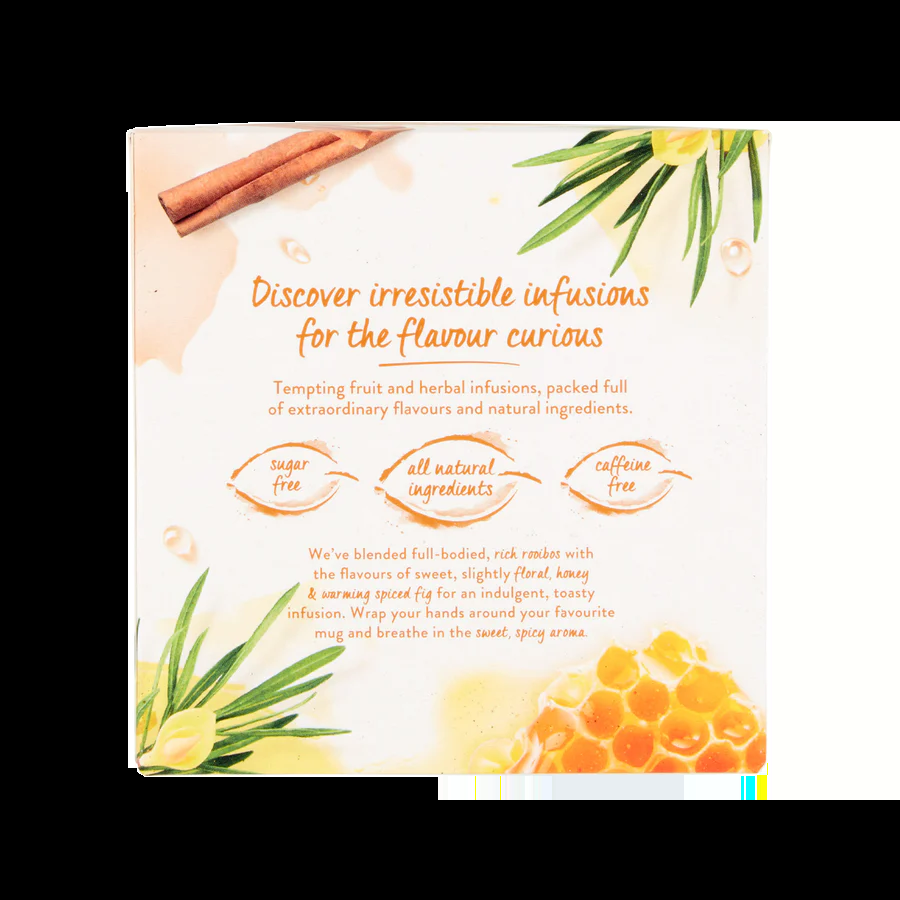 Discover irresistible infusions
for the flavour curious
Tempting fruit and herbal infusions, packed full
of extraordinary flavours and natural ingredients.
sugar
free
all natural
ingredients
caffeine
free
We've blended full-bodied, rich rooibos with
the flavours of sweet, slightly floral, honey
& warming spiced fig for an indulgent, toasty
infusion. Wrap your hands around your favourite
mug and breathe in the sweet, spicy aroma.